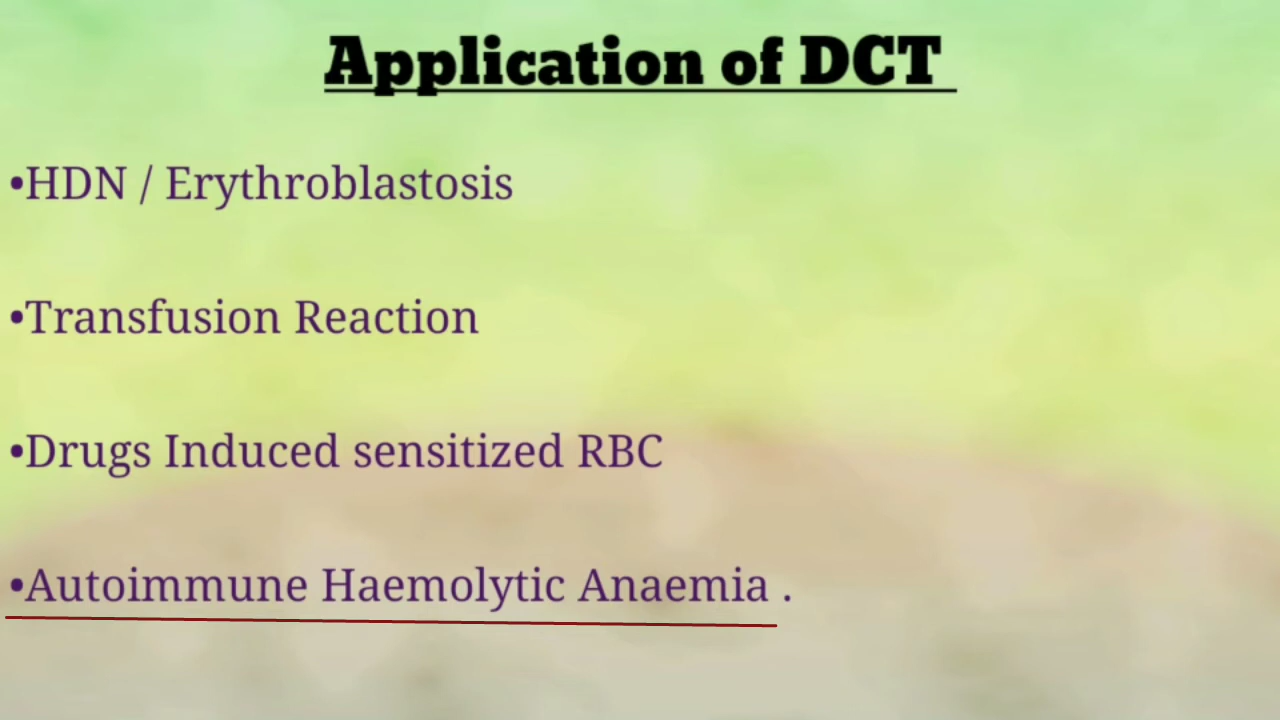 Application of DCT
•HDN / Erythroblastosis
•Transfusion Reaction
•Drugs Induced sensitized RBC
•Autoimmune Haemolytic Anaemia .